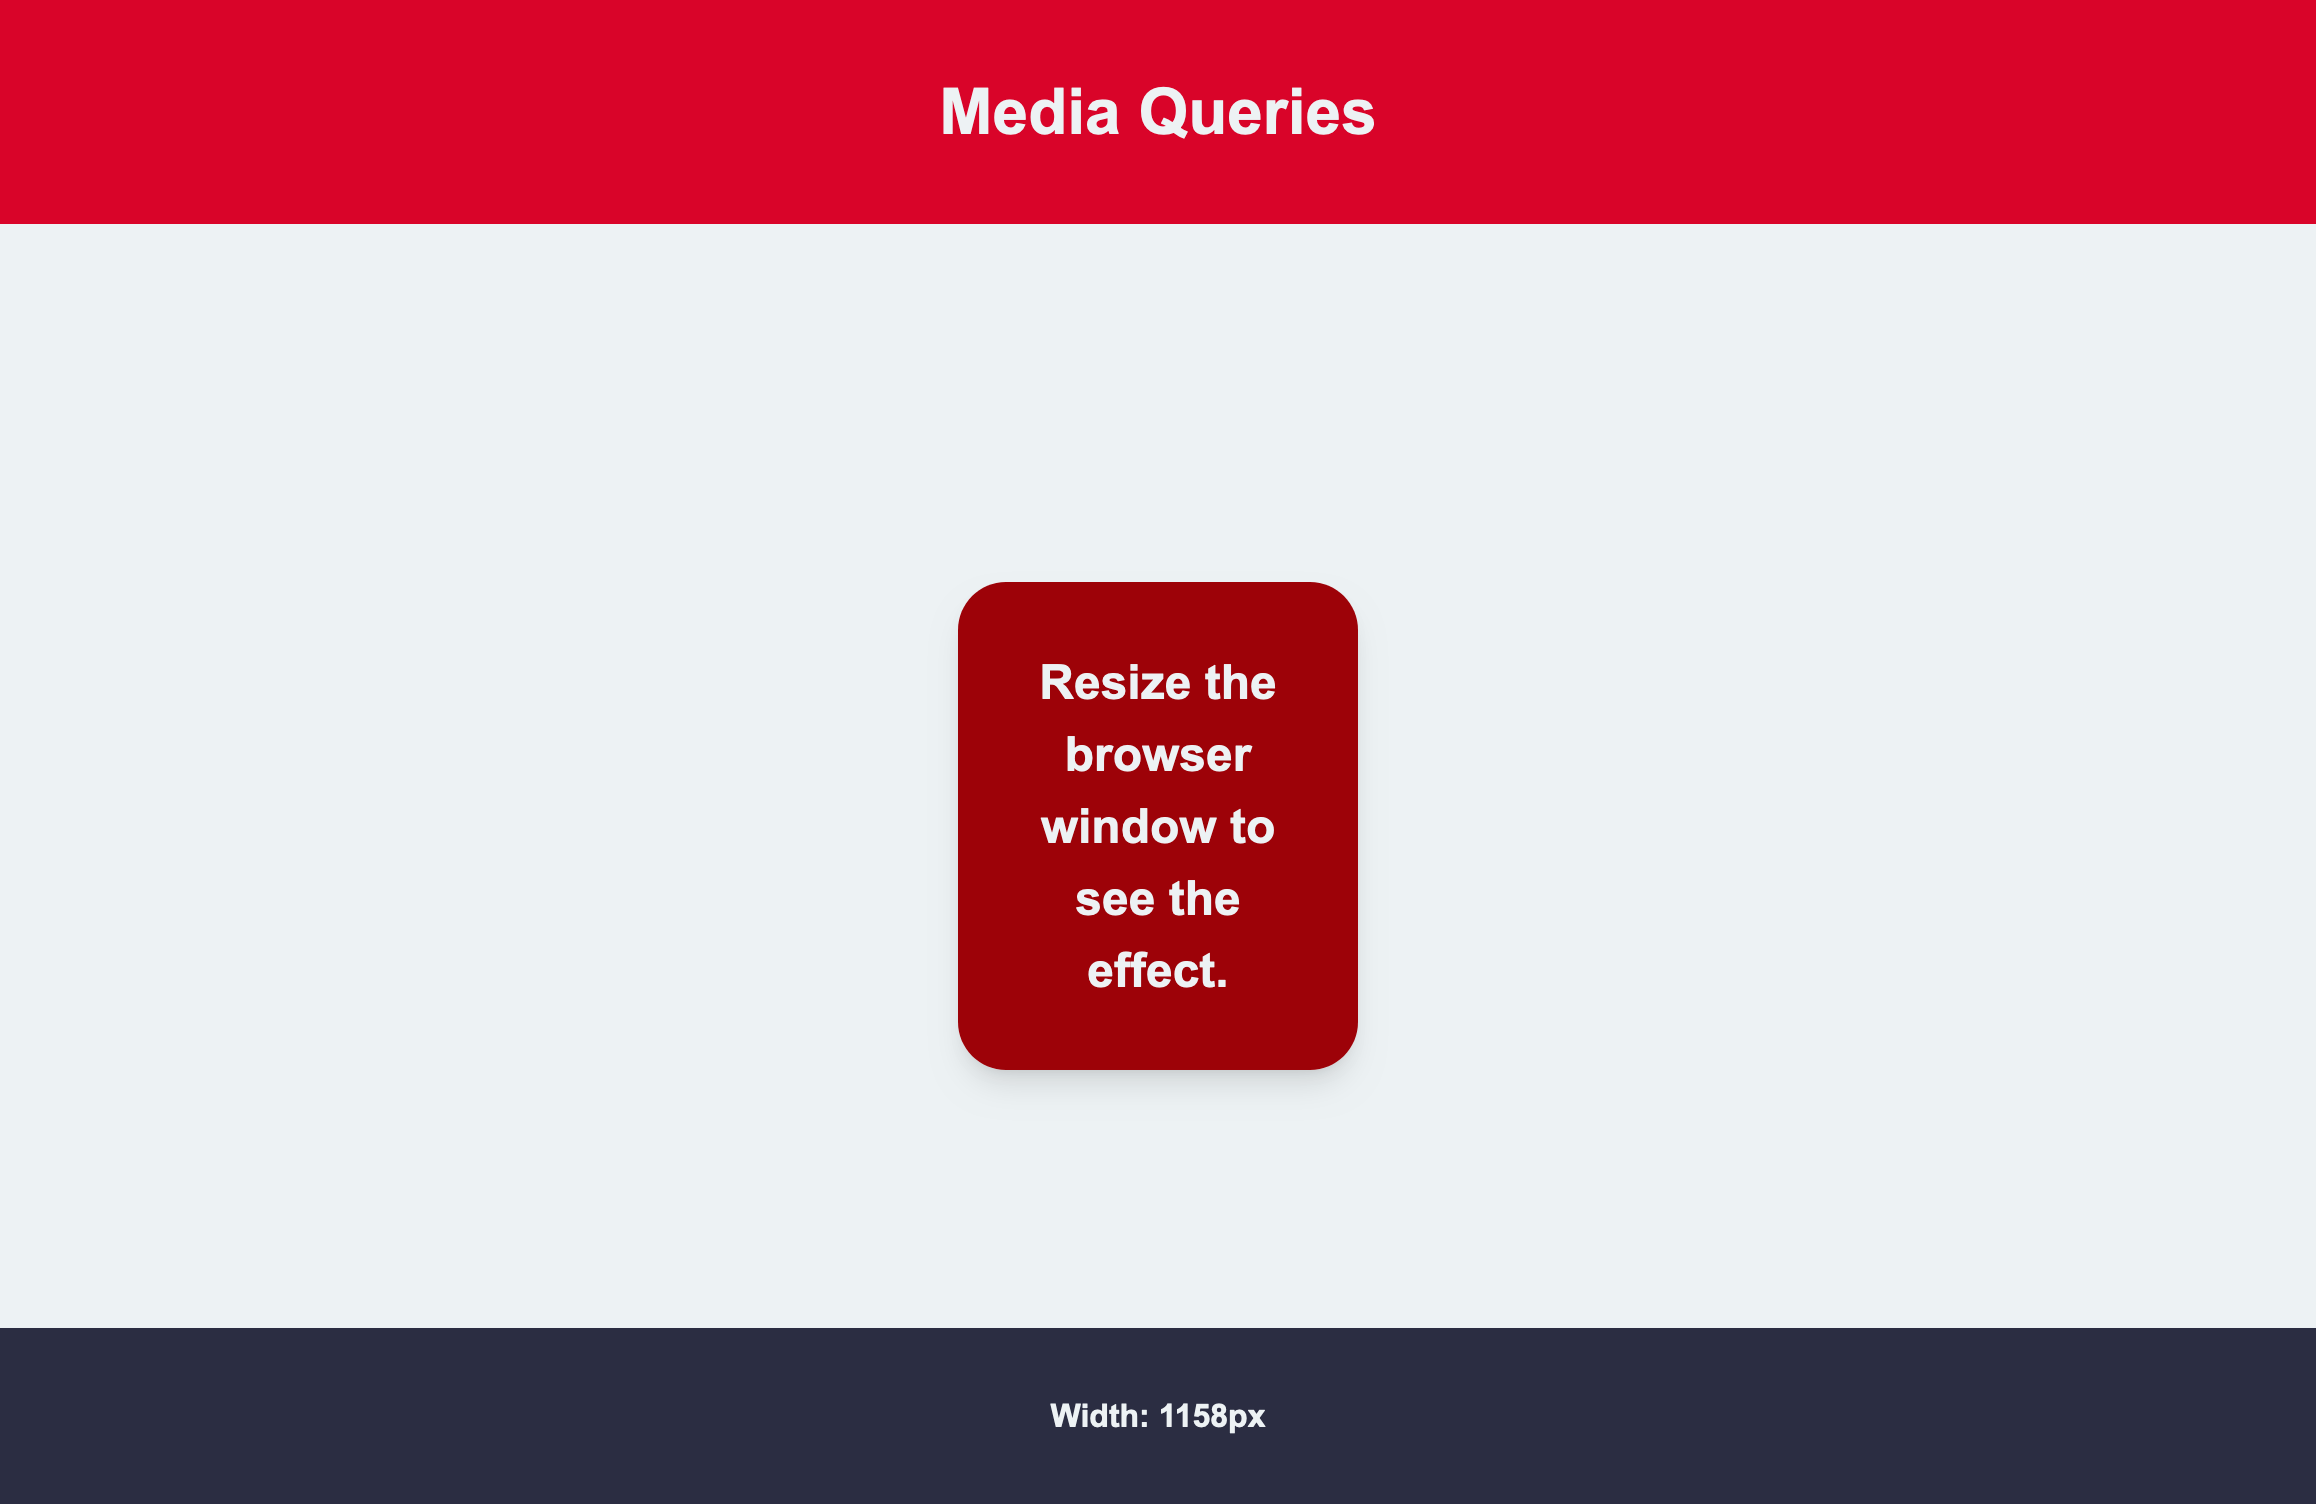 Media Queries
Resize the
browser
window to
see the
effect.
Width: 1158px